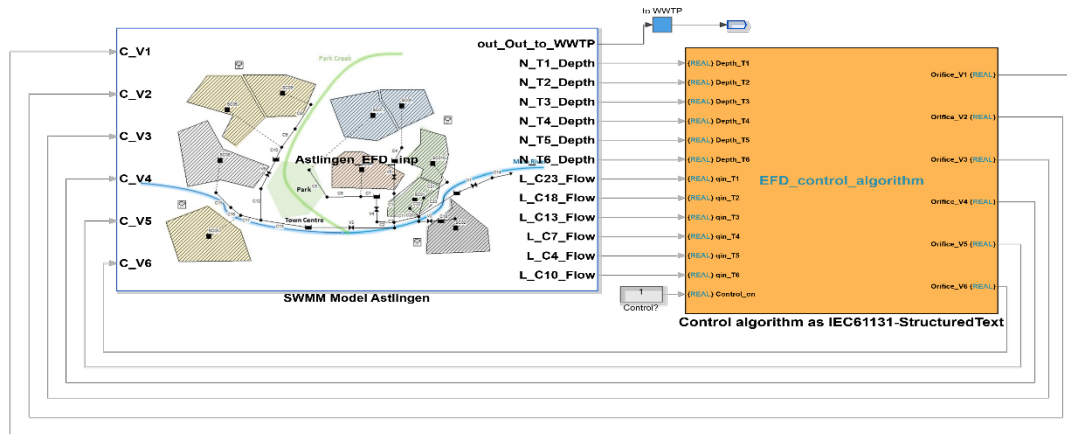 to WWTP
C_V1
C_V2
C_V3
C_V4
C_V5
C_V6
Park Creek
Astlingen_EFD_inp
Park
Town Centre
out_Out_to_WWTP
N_T1_Depth
N_T2_Depth
N_T3_Depth
N_T4_Depth
N_T5_Depth
N_T6_Depth
L_C23_Flow
L_C18_Flow
L_C13_Flow
L_C7_Flow
L_C4_Flow
L_C10_Flow
SWMM Model Astlingen
1
Control?
{REAL} Depth_T1
{REAL} Depth_T2
{REAL} Depth_T3
{REAL} Depth_T4
{REAL} Depth_T5
{REAL} Depth_T6
{REAL} qin_T1
{REAL} qin_T2
{REAL} qin_T3
{REAL} qin_T4
{REAL} qin_T5
{REAL} qin_T6
{REAL} Control_on
EFD_control_algorithm
Orifice_V1 {REAL}
Orifice_V2 {REAL}
Orifice_V3 {REAL}
Orifice_V4 {REAL}
Orifice_V5 {REAL}
Orifice_V6 {REAL}
Control algorithm as IEC61131-StructuredText